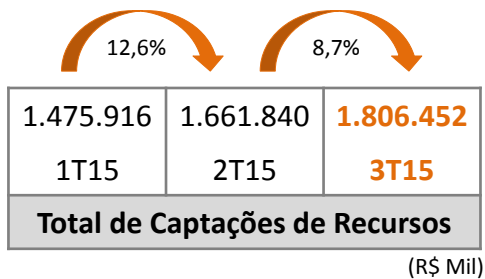 12,6% 8,7%
1.475.916 1.661.840 1.806.452
1T15 2T15 3T15
Total de Captações de Recursos
(R$ Mil)